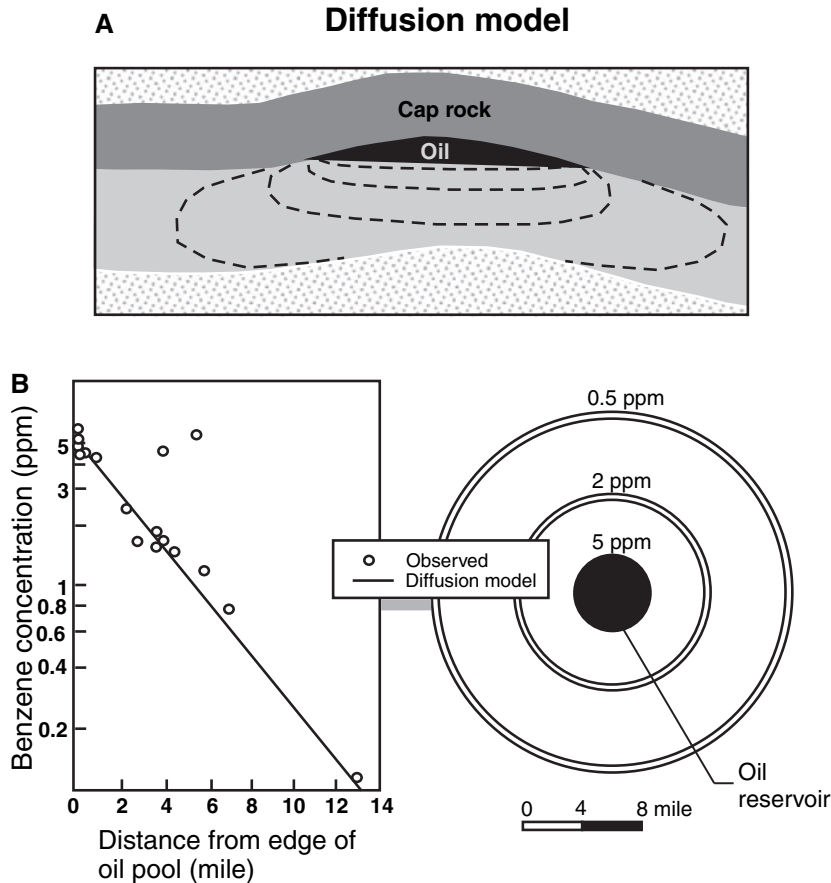 A
Diffusion model
Cap rock
Oil
B
Benzene concentration (ppm)
5
3
1
0.8
0.6
0.4
0.2
0 2 4 6 8 10 12 14
Distance from edge of
oil pool (mile)
Observed
Diffusion model
0.5 ppm
2 ppm
5 ppm
Oil
reservoir
0 4 8 mile